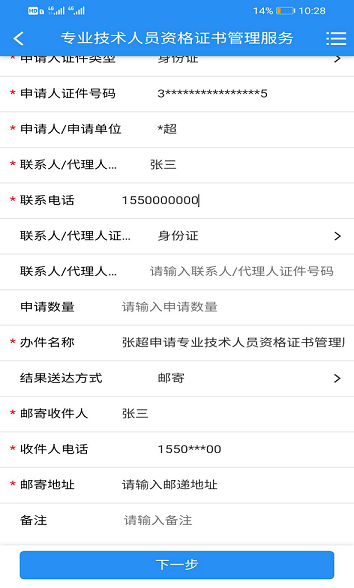 HD 4G 4G 14% 10:28
专业技术人员资格证书管理服务
* 申请人证件类型 身份证
* 申请人证件号码 3****************5
* 申请人/申请单位 *超
* 联系人/代理人... 张三
* 联系电话 1550000000
联系人/代理人证... 身份证
联系人/代理人... 请输入联系人/代理人证件号码
申请数量 请输入申请数量
* 办件名称 张超申请专业技术人员资格证书管理
结果送达方式 邮寄
* 邮寄收件人 张三
* 收件人电话 1550***00
* 邮寄地址 请输入邮递地址
备注 请输入备注
下一步